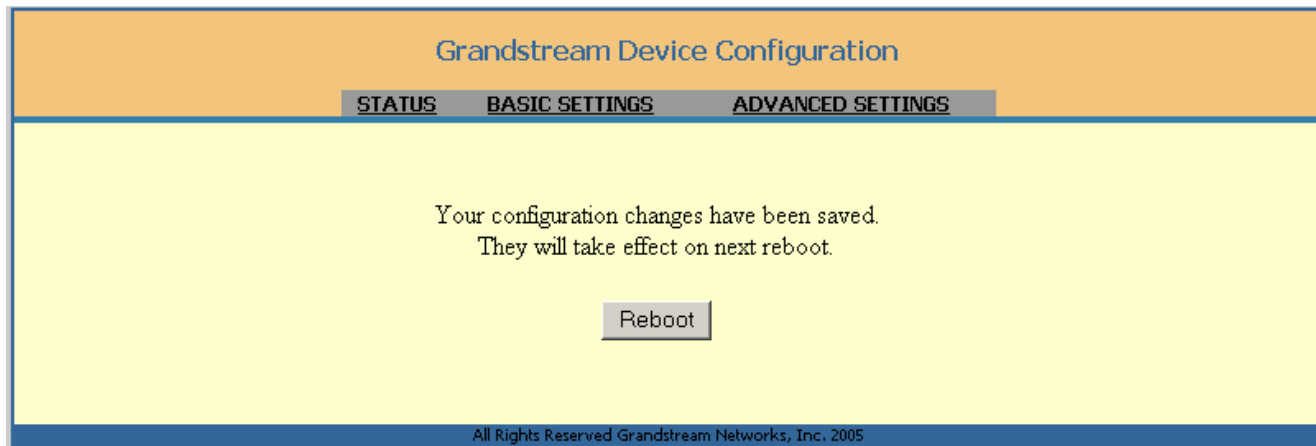 Grandstream Device Configuration
STATUS BASIC SETTINGS ADVANCED SETTINGS
Your configuration changes have been saved.
They will take effect on next reboot.
Reboot
All Rights Reserved Grandstream Networks, Inc. 2005